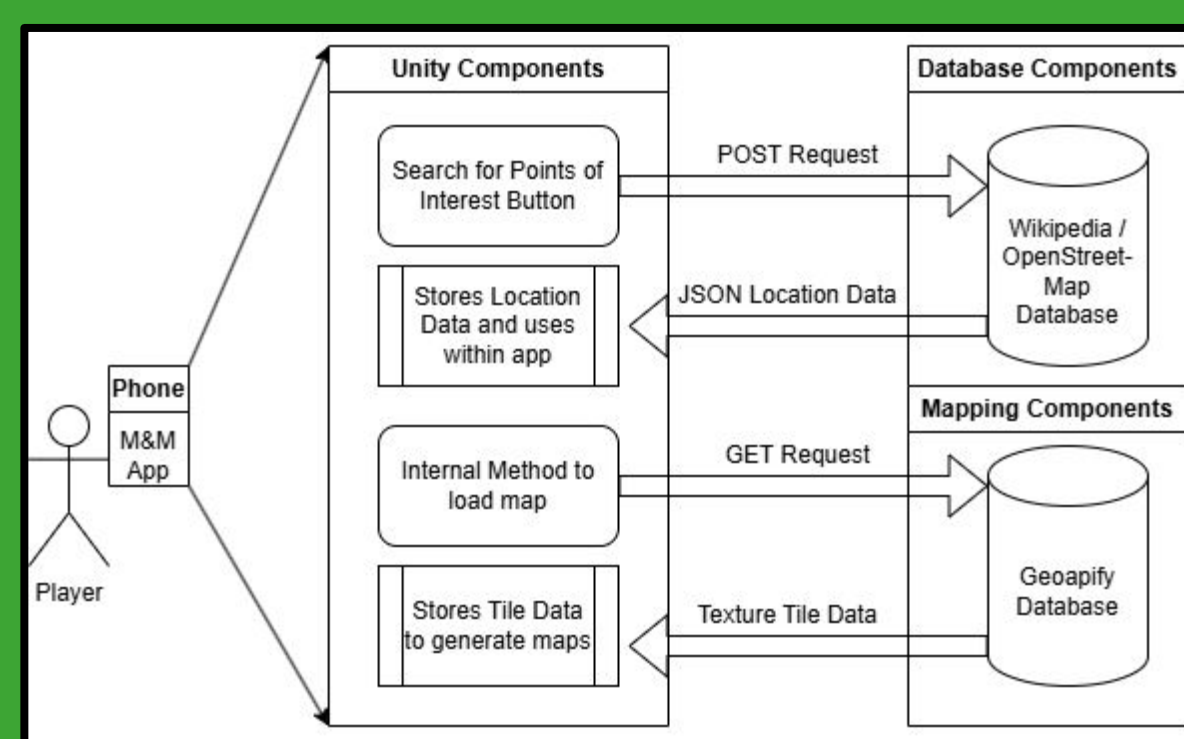 Unity Components
Database Components
Search for Points of
Interest Button
POST Request
Wikipedia /
OpenStreet-
Map
Database
Stores Location
Data and uses
within app
JSON Location Data
Phone
M&M
App
Player
Mapping Components
Internal Method to
load map
GET Request
Geoapify
Database
Stores Tile Data
to generate maps
Texture Tile Data